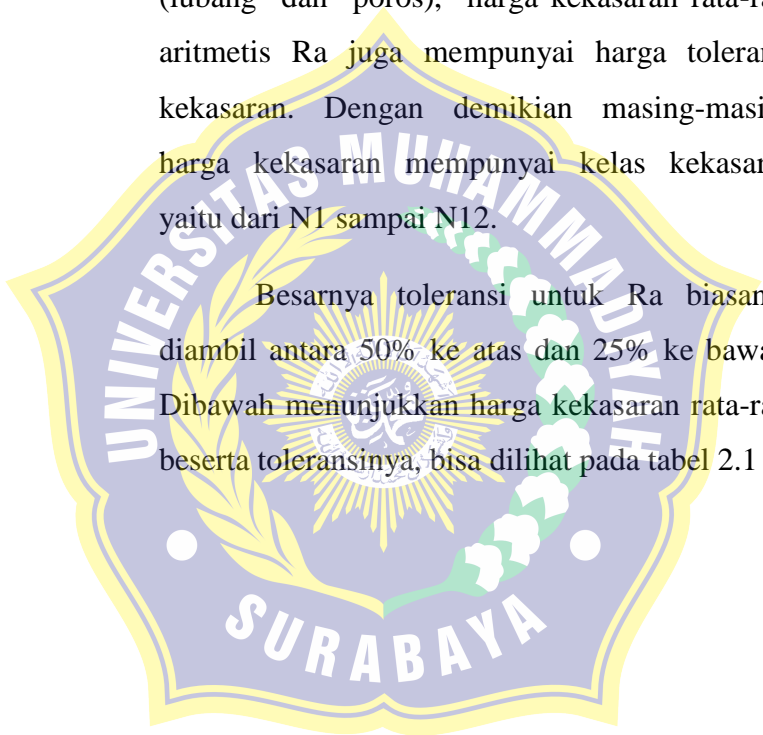 (lubang dan poros), harga kekasaran rata-ra
aritmetis Ra juga mempunyai harga toleran
kekasaran. Dengan demikian masing-masi
harga kekasaran mempunyai kelas kekasar
yaitu dari N1 sampai N12.
Besarnya toleransi untuk Ra biasan
diambil antara 50% ke atas dan 25% ke bawa
Dibawah menunjukkan harga kekasaran rata-ra
beserta toleransinya, bisa dilihat pada tabel 2.1
UNIVERSITAS MUHAMMADIYAH
SURABAYA